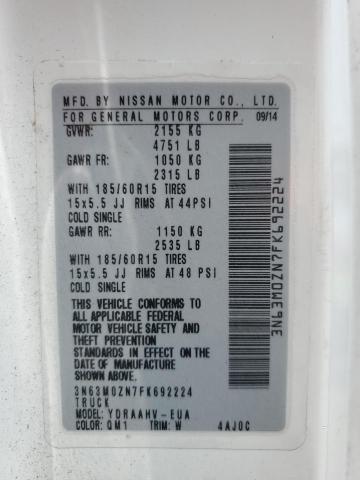 MFD. BY NISSAN MOTOR CO., LTD.
FOR GENERAL MOTORS CORP. 09/14
GVWR: 2155 KG
4751 LB
GAWR FR: 1050 KG
2315 LB
WITH 185/60R15 TIRES
15x5.5 JJ RIMS AT 44PSI
COLD SINGLE
GAWR RR: 1150 KG
2535 LB
WITH 185/60R15 TIRES
15x5.5 JJ RIMS AT 48 PSI
COLD SINGLE
THIS VEHICLE CONFORMS TO
ALL APPLICABLE FEDERAL
MOTOR VEHICLE SAFETY AND
THEFT PREVENTION
STANDARDS IN EFFECT ON THE
DATE OF MANUFACTURE
SHOWN ABOVE.
3N63M0ZN7FK692224
TRUCK
MODEL: YDRAAHV-EUA
COLOR: QM1 TRIM: W 4AJ0C
3N63M0ZN7FK692224